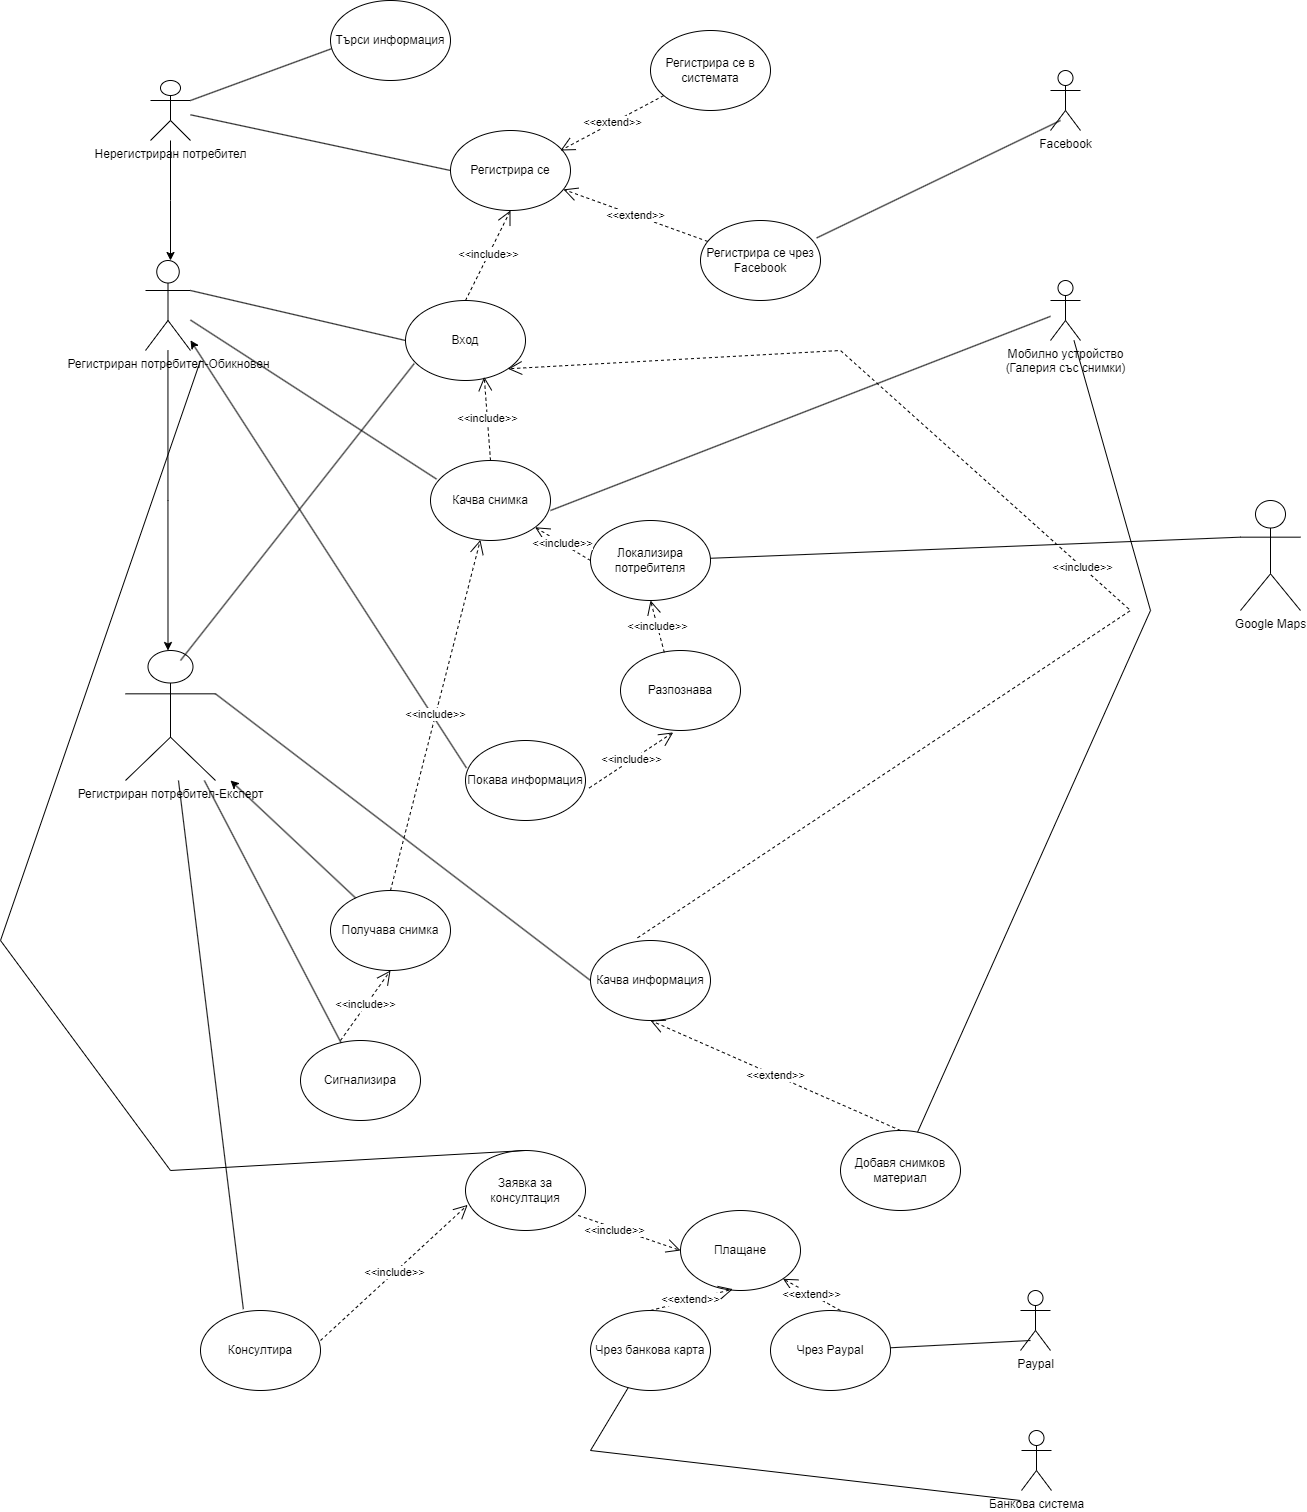 Търси информация
Регистрира се в
системата
<<extend>>
Facebook
Нерегистриран потребител
Регистрира се
<<extend>>
Регистрира се чрез
Facebook
<<include>>
Вход
Мобилно устройство
(Галерия със снимки)
Регистриран потребител-Обикновен
<<include>>
Качва снимка
<<include>>
Локализира
потребителя
<<include>>
Google Maps
<<include>>
Разпознава
<<include>>
<<include>>
Покава информация
Регистриран потребител-Експерт
Получава снимка
Качва информация
<<include>>
Сигнализира
<<extend>>
Добавя снимков
материал
Заявка за
консултация
<<include>>
Плащане
<<include>>
<<extend>>
<<extend>>
Консултира
Чрез банкова карта
Чрез Paypal
Paypal
Банкова система